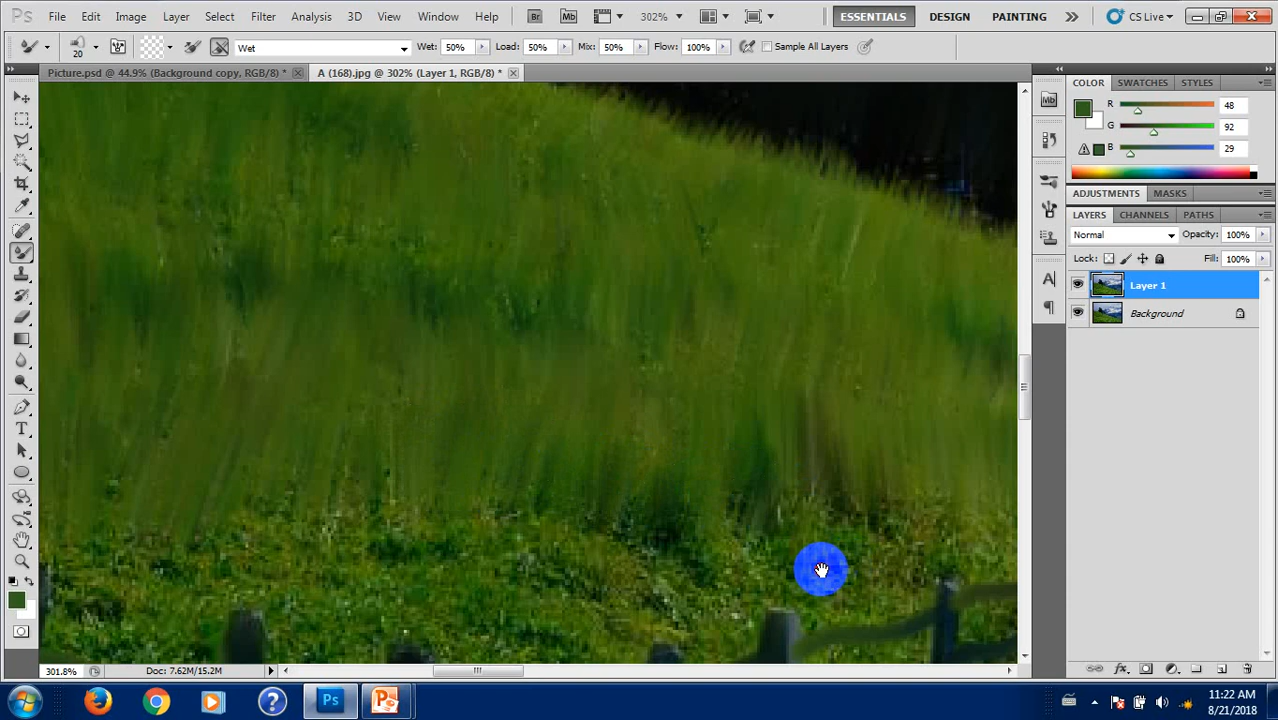 Ps File Edit Image Layer Select Filter Analysis 3D View Window Help Br Mb 302% ESSENTIALS DESIGN PAINTING CS Live
20 Wet Wet: 50% Load: 50% Mix: 50% Flow: 100% Sample All Layers
Picture.psd @ 44.9% (Background copy, RGB/8) * A (168).jpg @ 302% (Layer 1, RGB/8) *
COLOR SWATCHES STYLES
Mb
R 48
G 92
B 29
ADJUSTMENTS MASKS
LAYERS CHANNELS PATHS
Normal Opacity: 100%
Lock: Fill: 100%
Layer 1
Background
301.8% Doc: 7.62M/15.2M
Ps
11:22 AM
8/21/2018